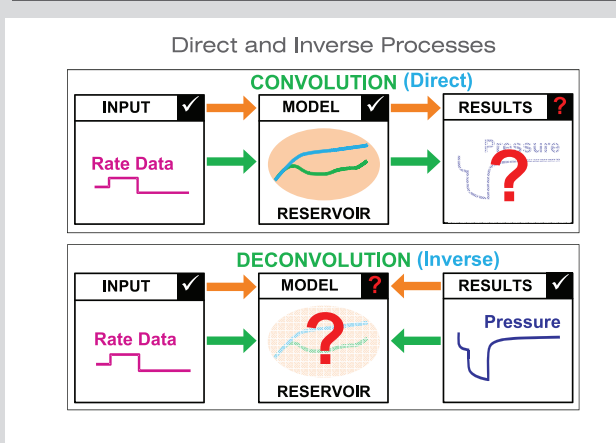 Direct and Inverse Processes
CONVOLUTION (Direct)
INPUT ✓ MODEL ✓ RESULTS ?
Rate Data
Pressure
?
RESERVOIR
DECONVOLUTION (Inverse)
INPUT ✓ MODEL ? RESULTS ✓
Rate Data
?
Pressure
RESERVOIR